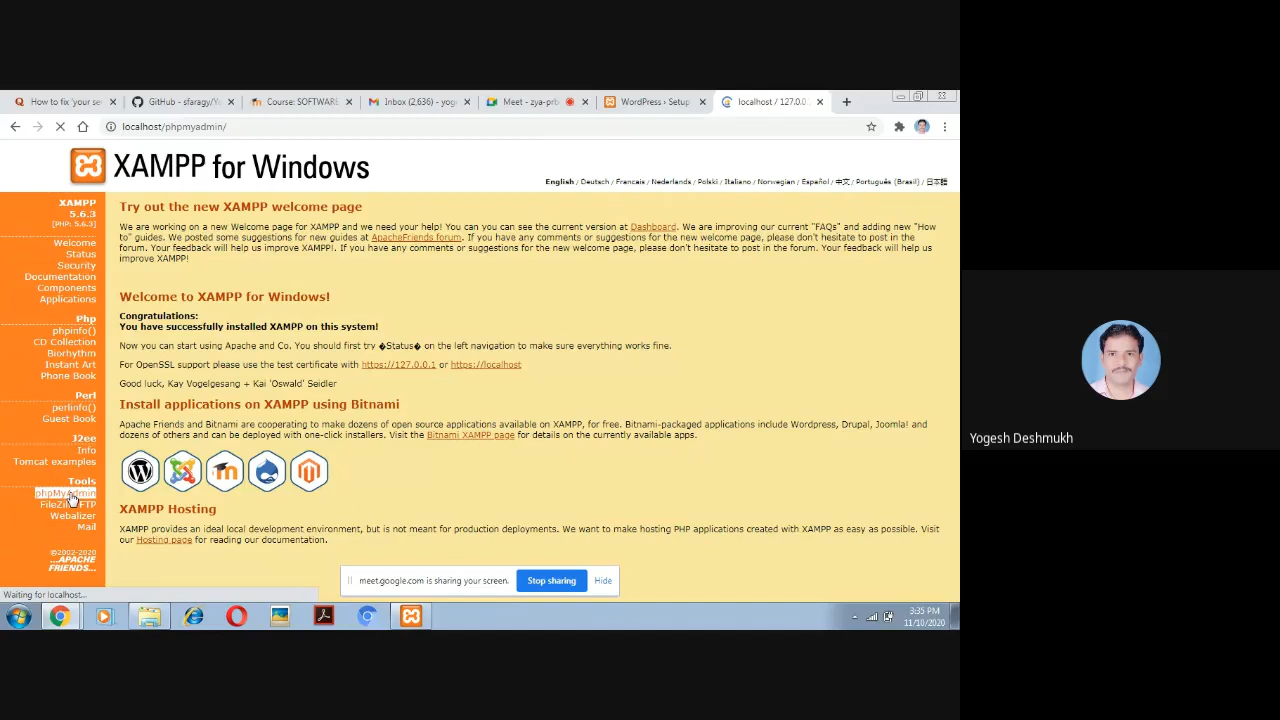 How to fix 'your se
GitHub - sfaragy/Y
Course: SOFTWARE
Inbox (2,636) - yog
Meet - zya-prb
WordPress › Setup
localhost / 127.0.0.
localhost/phpmyadmin/
XAMPP for Windows
English / Deutsch / Francais / Nederlands / Polski / Italiano / Norwegian / Español / 中文 / Português (Brasil) / 日本語
XAMPP
5.6.3
[PHP: 5.6.3]
Welcome
Status
Security
Documentation
Components
Applications
Php
phpinfo()
CD Collection
Biorhythm
Instant Art
Phone Book
Perl
perlinfo()
Guest Book
J2ee
Info
Tomcat examples
Tools
phpMyAdmin
FileZilla FTP
Webalizer
Mail
©2002-2020
...APACHE
FRIENDS...
Try out the new XAMPP welcome page
We are working on a new Welcome page for XAMPP and we need your help! You can you can see the current version at Dashboard. We are improving our current "FAQs" and adding new "How
to" guides. We posted some suggestions for new guides at ApacheFriends forum. If you have any comments or suggestions for the new welcome page, please don't hesitate to post in the
forum. Your feedback will help us improve XAMPP!. If you have any comments or suggestions for the new welcome page, please don't hesitate to post in the forum. Your feedback will help us
improve XAMPP!
Welcome to XAMPP for Windows!
Congratulations:
You have successfully installed XAMPP on this system!
Now you can start using Apache and Co. You should first try �Status� on the left navigation to make sure everything works fine.
For OpenSSL support please use the test certificate with https://127.0.0.1 or https://localhost
Good luck, Kay Vogelgesang + Kai 'Oswald' Seidler
Install applications on XAMPP using Bitnami
Apache Friends and Bitnami are cooperating to make dozens of open source applications available on XAMPP, for free. Bitnami-packaged applications include Wordpress, Drupal, Joomla! and
dozens of others and can be deployed with one-click installers. Visit the Bitnami XAMPP page for details on the currently available apps.
XAMPP Hosting
XAMPP provides an ideal local development environment, but is not meant for production deployments. We want to make hosting PHP applications created with XAMPP as easy as possible. Visit
our Hosting page for reading our documentation.
meet.google.com is sharing your screen.
Stop sharing
Hide
Waiting for localhost...
3:35 PM
11/10/2020
Yogesh Deshmukh